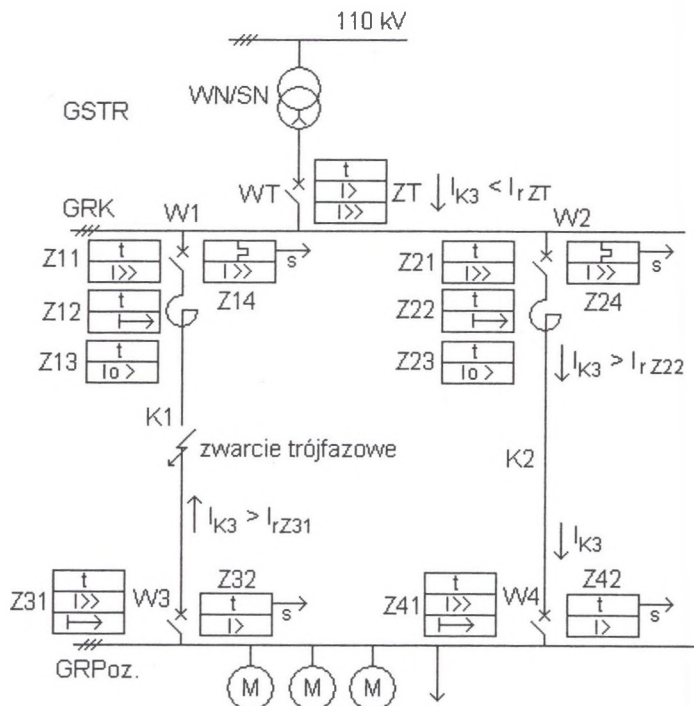 110 kV
WN/SN
GSTR
t
I>
I>>
WT
ZT
I_K3 < I_r ZT
GRK
W1
W2
Z11
t
I>>
I>>
s
Z14
Z12
t
Z13
t
Io >
Z21
t
I>>
I>>
s
Z24
Z22
t
Z23
t
Io >
I_K3 > I_r Z22
K1
zwarcie trójfazowe
K2
I_K3 > I_rZ31
I_K3
Z31
t
I>>
W3
Z32
t
I>
s
Z41
t
I>>
W4
Z42
t
I>
s
GRPoz.
M
M
M